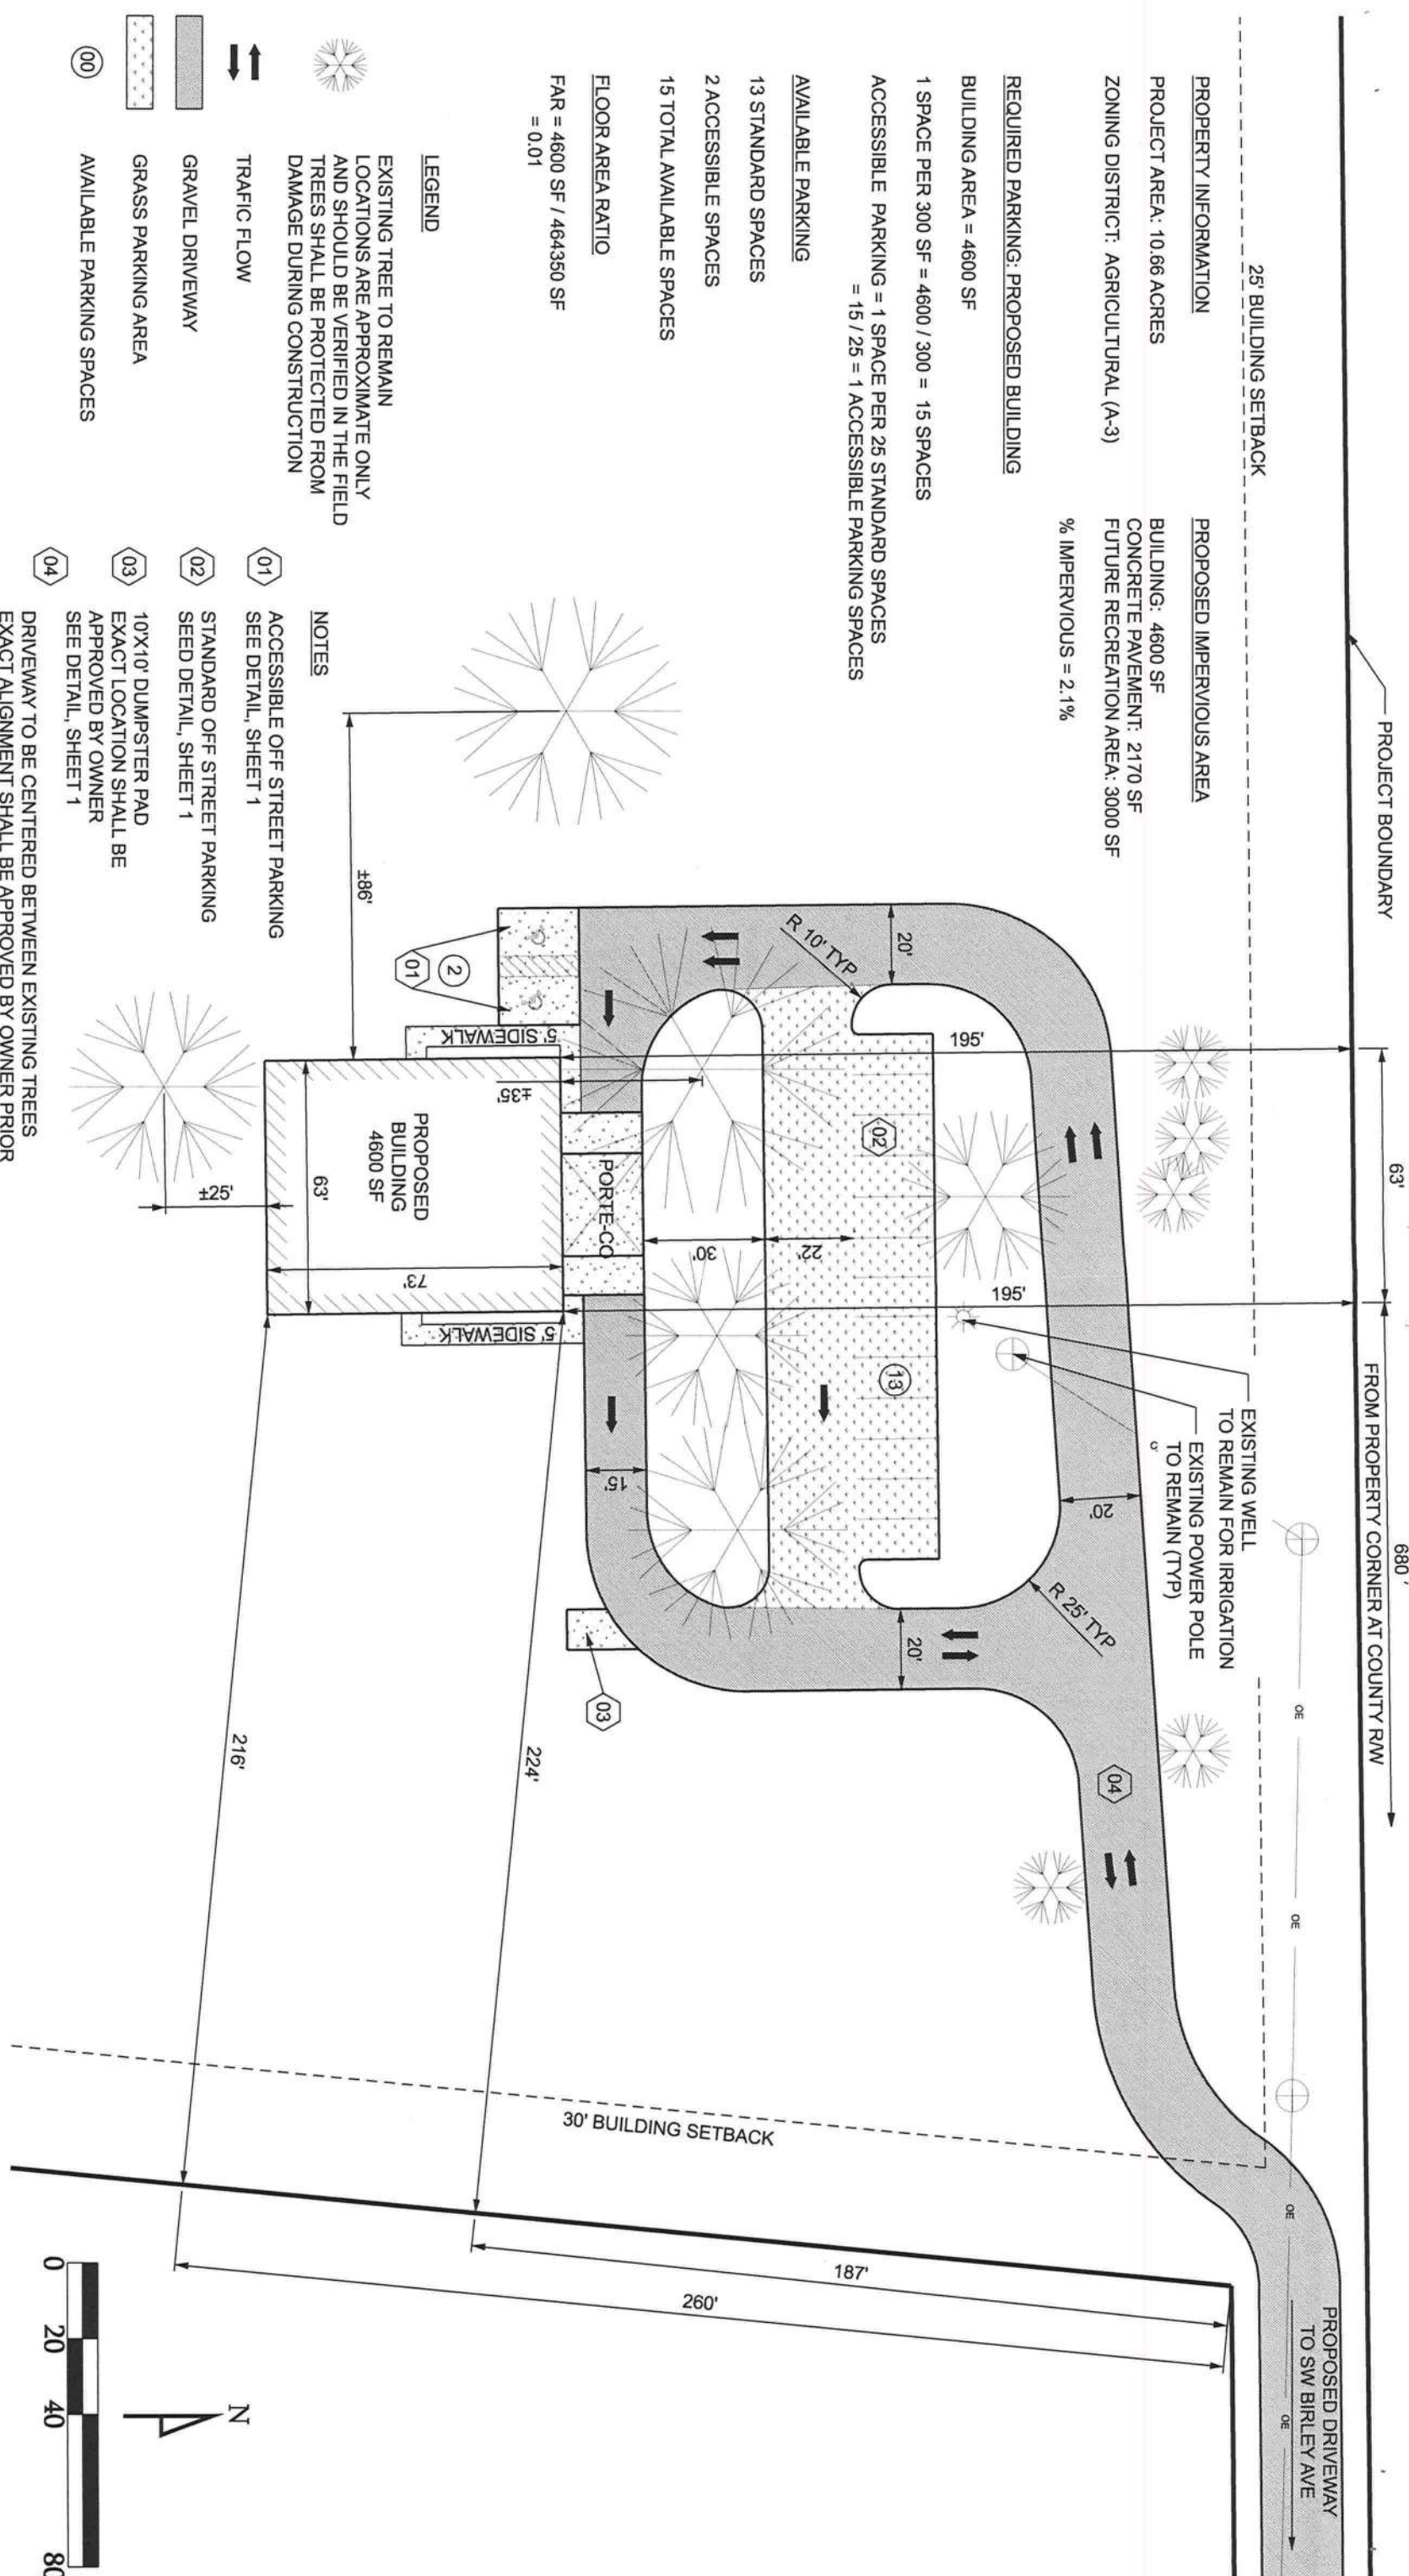 PROJECT BOUNDARY
25' BUILDING SETBACK
PROPERTY INFORMATION
PROJECT AREA: 10.66 ACRES
ZONING DISTRICT: AGRICULTURAL (A-3)
PROPOSED IMPERVIOUS AREA
BUILDING: 4600 SF
CONCRETE PAVEMENT: 2170 SF
FUTURE RECREATION AREA: 3000 SF
% IMPERVIOUS = 2.1%
REQUIRED PARKING: PROPOSED BUILDING
BUILDING AREA = 4600 SF
1 SPACE PER 300 SF = 4600 / 300 = 15 SPACES
ACCESSIBLE PARKING = 1 SPACE PER 25 STANDARD SPACES
= 15 / 25 = 1 ACCESSIBLE PARKING SPACES
AVAILABLE PARKING
13 STANDARD SPACES
2 ACCESSIBLE SPACES
15 TOTAL AVAILABLE SPACES
FLOOR AREA RATIO
FAR = 4600 SF / 464350 SF
= 0.01
LEGEND
EXISTING TREE TO REMAIN
LOCATIONS ARE APPROXIMATE ONLY
AND SHOULD BE VERIFIED IN THE FIELD
TREES SHALL BE PROTECTED FROM
DAMAGE DURING CONSTRUCTION
TRAFIC FLOW
GRAVEL DRIVEWAY
GRASS PARKING AREA
00
AVAILABLE PARKING SPACES
NOTES
01
ACCESSIBLE OFF STREET PARKING
SEE DETAIL, SHEET 1
02
STANDARD OFF STREET PARKING
SEED DETAIL, SHEET 1
03
10'X10' DUMPSTER PAD
EXACT LOCATION SHALL BE
APPROVED BY OWNER
SEE DETAIL, SHEET 1
04
DRIVEWAY TO BE CENTERED BETWEEN EXISTING TREES
EXACT ALIGNMENT SHALL BE APPROVED BY OWNER PRIOR
63'
680'
FROM PROPERTY CORNER AT COUNTY R/W
195'
195'
EXISTING WELL
TO REMAIN FOR IRRIGATION
EXISTING POWER POLE
TO REMAIN (TYP)
20'
R 10' TYP
20'
R 25' TYP
20'
02
13
22'
30'
15'
2
01
±86'
5' SIDEWALK
±35'
PORTE-CO
PROPOSED
BUILDING
4600 SF
63'
73'
5' SIDEWALK
±25'
03
04
OE
OE
OE
OE
224'
216'
30' BUILDING SETBACK
187'
260'
PROPOSED DRIVEWAY
TO SW BIRLEY AVE
N
0
20
40
80